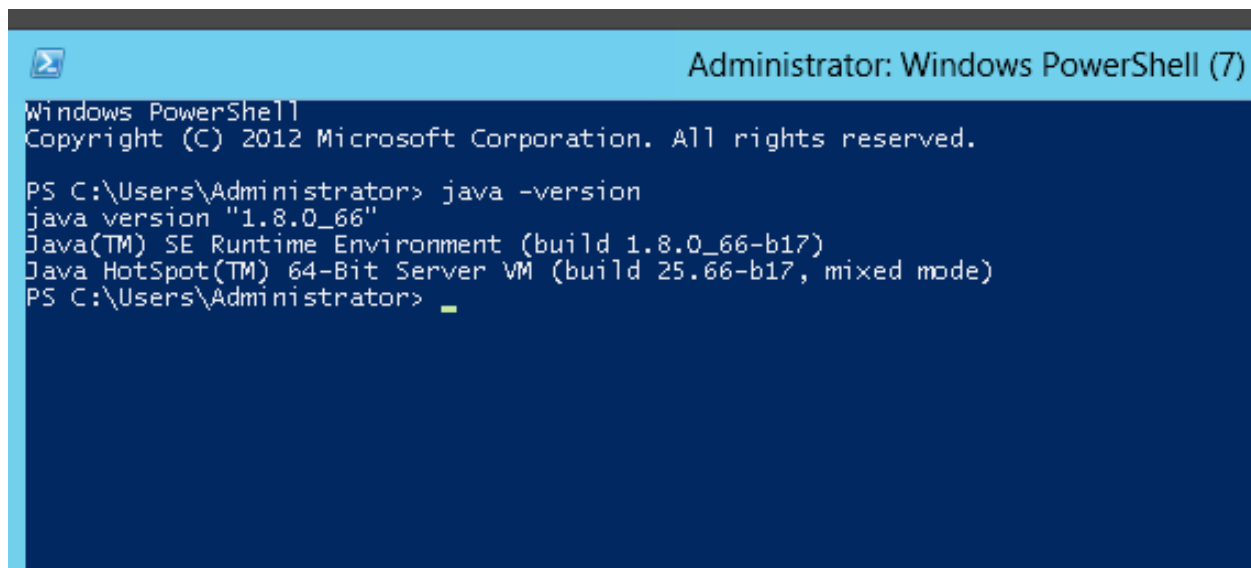 Administrator: Windows PowerShell (7)
Windows PowerShell
Copyright (C) 2012 Microsoft Corporation. All rights reserved.
PS C:\Users\Administrator> java -version
java version "1.8.0_66"
Java(TM) SE Runtime Environment (build 1.8.0_66-b17)
Java HotSpot(TM) 64-Bit Server VM (build 25.66-b17, mixed mode)
PS C:\Users\Administrator> _